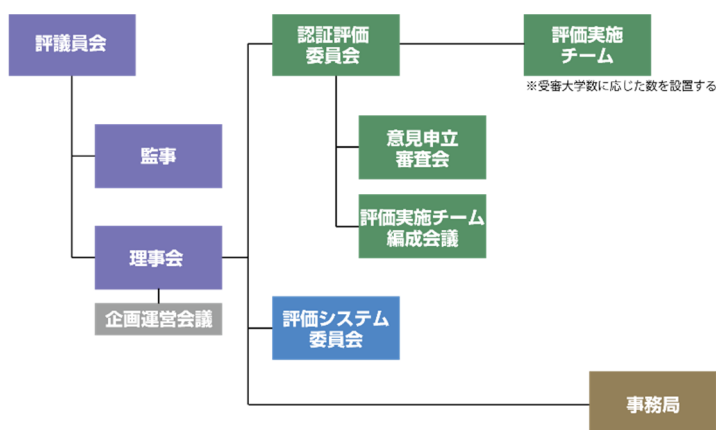 評議員会
監事
理事会
企画運営会議
認証評価
委員会
評価実施
チーム
※受審大学数に応じた数を設置する
意見申立
審査会
評価実施チーム
編成会議
評価システム
委員会
事務局